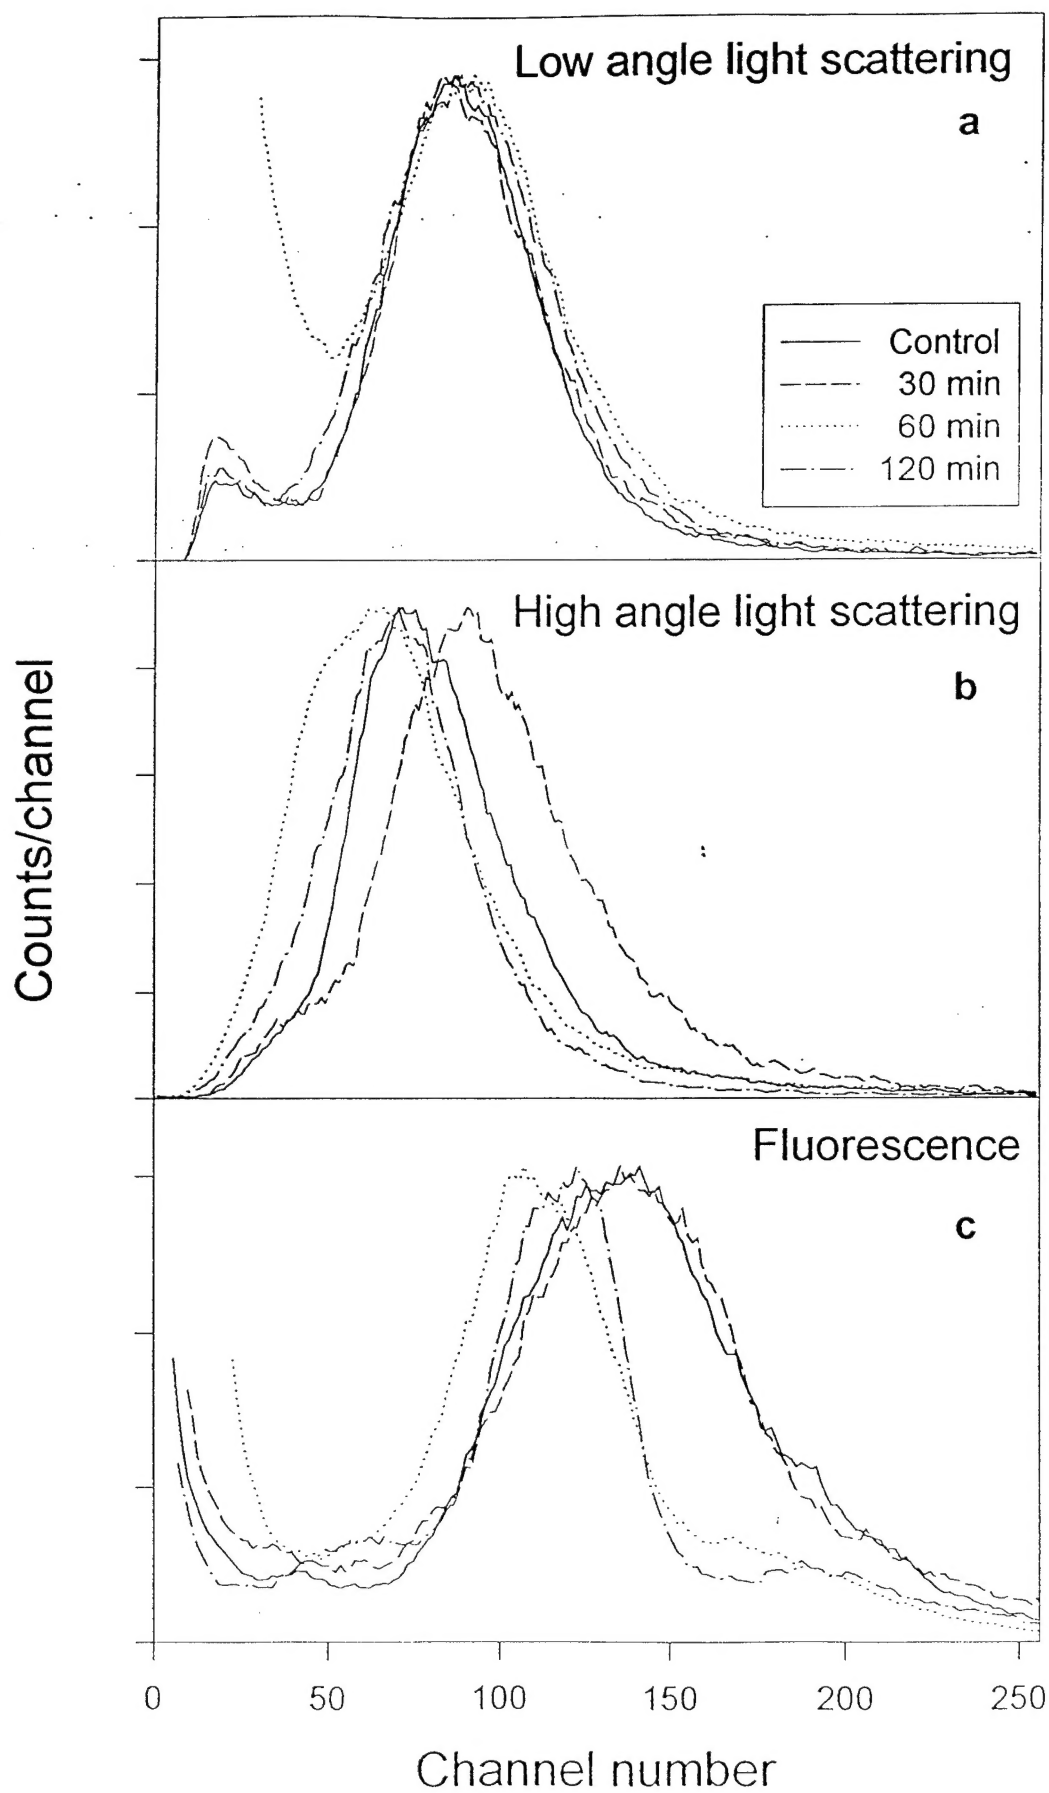 Low angle light scattering
a
Control
30 min
60 min
120 min
High angle light scattering
b
Counts/channel
Fluorescence
c
0 50 100 150 200 250
Channel number